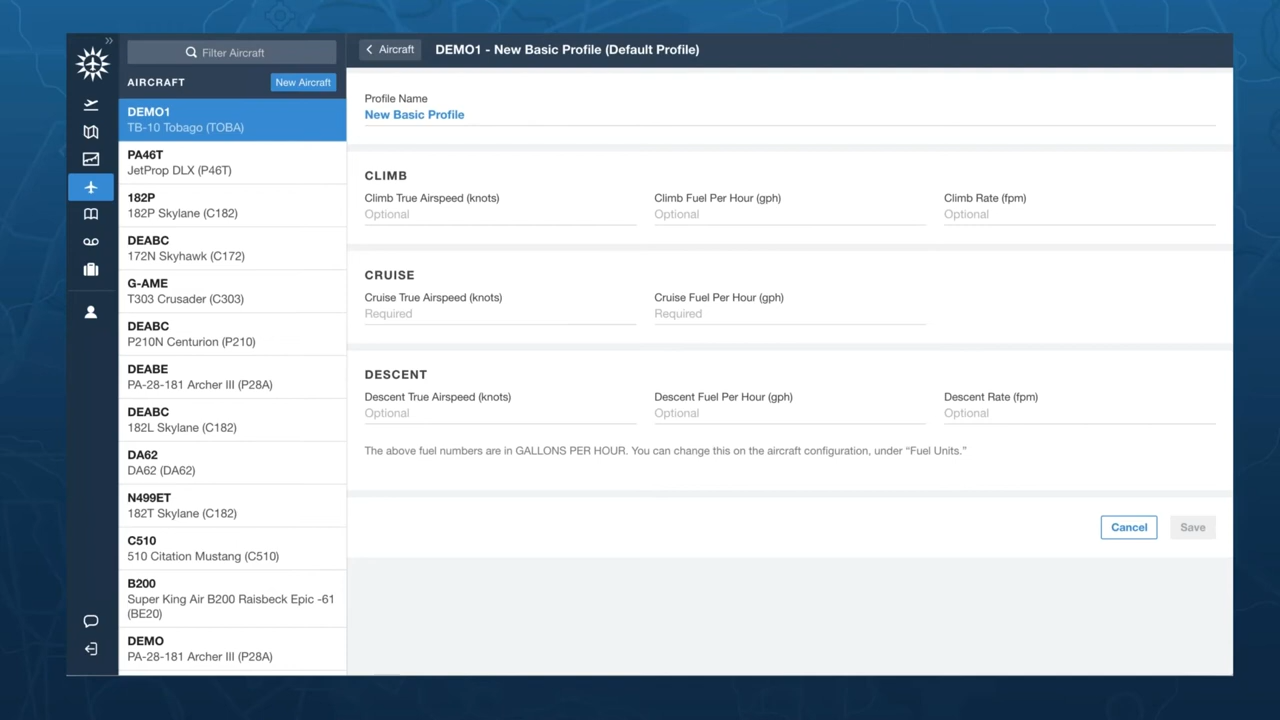 Filter Aircraft
AIRCRAFT
New Aircraft
DEMO1
TB-10 Tobago (TOBA)
PA46T
JetProp DLX (P46T)
182P
182P Skylane (C182)
DEABC
172N Skyhawk (C172)
G-AME
T303 Crusader (C303)
DEABC
P210N Centurion (P210)
DEABE
PA-28-181 Archer III (P28A)
DEABC
182L Skylane (C182)
DA62
DA62 (DA62)
N499ET
182T Skylane (C182)
C510
510 Citation Mustang (C510)
B200
Super King Air B200 Raisbeck Epic -61
(BE20)
DEMO
PA-28-181 Archer III (P28A)
Aircraft
DEMO1 - New Basic Profile (Default Profile)
Profile Name
New Basic Profile
CLIMB
Climb True Airspeed (knots)
Optional
Climb Fuel Per Hour (gph)
Optional
Climb Rate (fpm)
Optional
CRUISE
Cruise True Airspeed (knots)
Required
Cruise Fuel Per Hour (gph)
Required
DESCENT
Descent True Airspeed (knots)
Optional
Descent Fuel Per Hour (gph)
Optional
Descent Rate (fpm)
Optional
The above fuel numbers are in GALLONS PER HOUR. You can change this on the aircraft configuration, under “Fuel Units.”
Cancel
Save